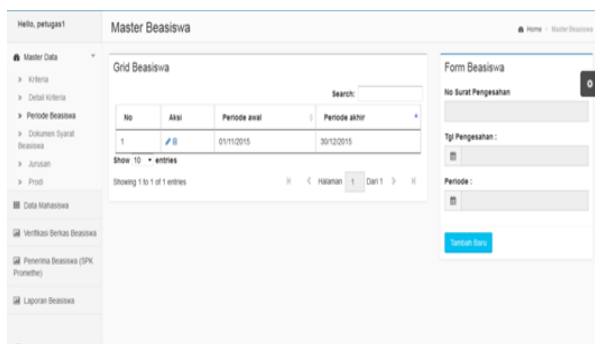 Hello, petugas1
Master Beasiswa
Home > Master Beasiswa
Master Data
> Kriteria
> Detail Kriteria
> Periode Beasiswa
> Dokumen Syarat
Beasiswa
> Jurusan
> Prodi
Data Mahasiswa
Verifikasi Berkas Beasiswa
Penerima Beasiswa (SPK
Promethe)
Laporan Beasiswa
Grid Beasiswa
Search:
No Aksi Periode awal Periode akhir
1 01/11/2015 30/12/2015
Show 10 entries
Showing 1 to 1 of 1 entries
Halaman 1 Dari 1
Form Beasiswa
No Surat Pengesahan
Tgl Pengesahan :
Periode :
Tambah Baru